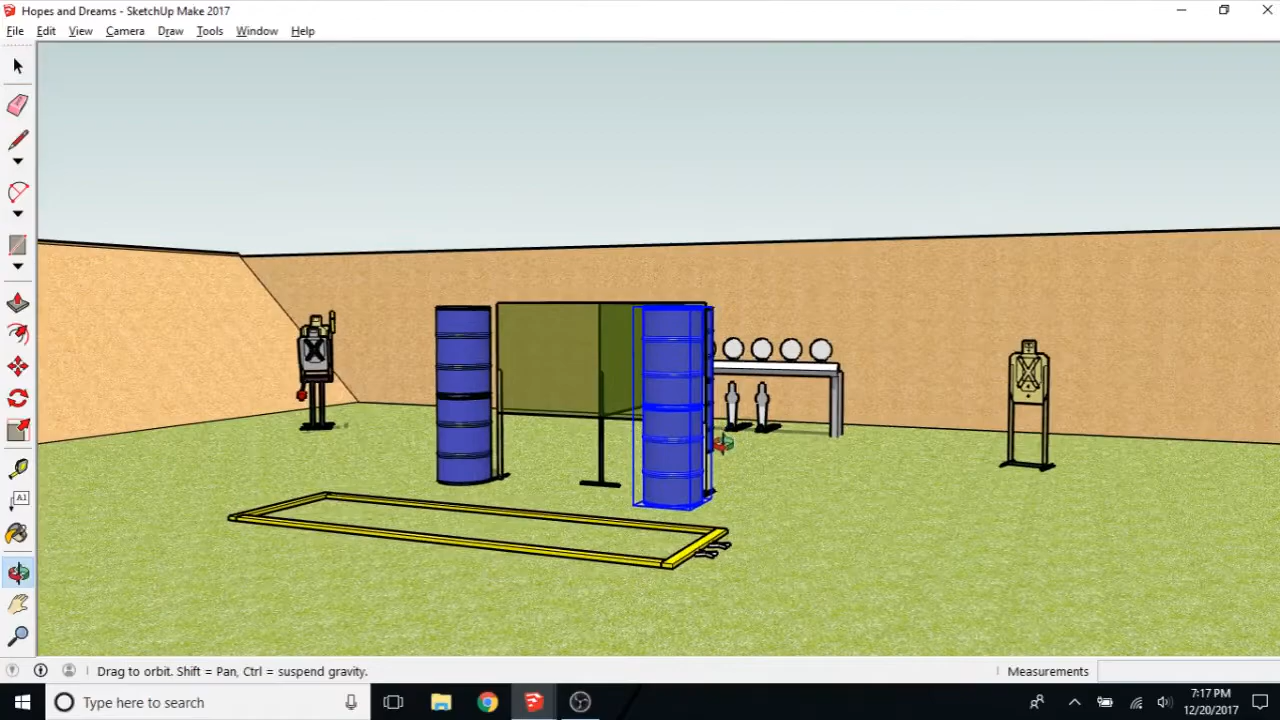 Hopes and Dreams - SketchUp Make 2017
File Edit View Camera Draw Tools Window Help
A1
Drag to orbit. Shift = Pan, Ctrl = suspend gravity.
Measurements
Type here to search
7:17 PM
12/20/2017